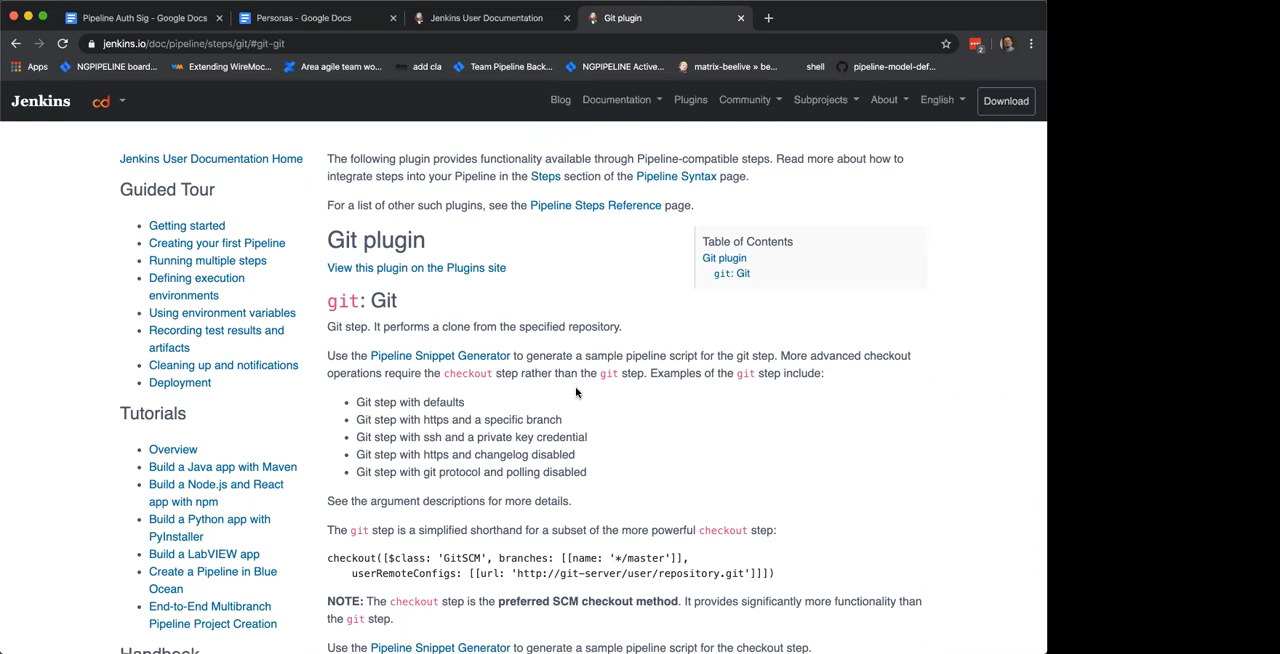 Pipeline Auth Sig - Google Docs
Personas - Google Docs
Jenkins User Documentation
Git plugin
jenkins.io/doc/pipeline/steps/git/#git-git
2
Apps
NGPIPELINE board...
Extending WireMoc...
Area agile team wo...
add cla
Team Pipeline Back...
NGPIPELINE Active...
matrix-beelive » be...
shell
pipeline-model-def...
Jenkins
cd
Blog
Documentation
Plugins
Community
Subprojects
About
English
Download
Jenkins User Documentation Home
Guided Tour
Getting started
Creating your first Pipeline
Running multiple steps
Defining execution
environments
Using environment variables
Recording test results and
artifacts
Cleaning up and notifications
Deployment
Tutorials
Overview
Build a Java app with Maven
Build a Node.js and React
app with npm
Build a Python app with
PyInstaller
Build a LabVIEW app
Create a Pipeline in Blue
Ocean
End-to-End Multibranch
Pipeline Project Creation
Handbook
The following plugin provides functionality available through Pipeline-compatible steps. Read more about how to
integrate steps into your Pipeline in the Steps section of the Pipeline Syntax page.
For a list of other such plugins, see the Pipeline Steps Reference page.
Git plugin
View this plugin on the Plugins site
Table of Contents
Git plugin
git: Git
git: Git
Git step. It performs a clone from the specified repository.
Use the Pipeline Snippet Generator to generate a sample pipeline script for the git step. More advanced checkout
operations require the checkout step rather than the git step. Examples of the git step include:
Git step with defaults
Git step with https and a specific branch
Git step with ssh and a private key credential
Git step with https and changelog disabled
Git step with git protocol and polling disabled
See the argument descriptions for more details.
The git step is a simplified shorthand for a subset of the more powerful checkout step:
checkout([$class: 'GitSCM', branches: [[name: '*/master']],
userRemoteConfigs: [[url: 'http://git-server/user/repository.git']]])
NOTE: The checkout step is the preferred SCM checkout method. It provides significantly more functionality than
the git step.
Use the Pipeline Snippet Generator to generate a sample pipeline script for the checkout step.